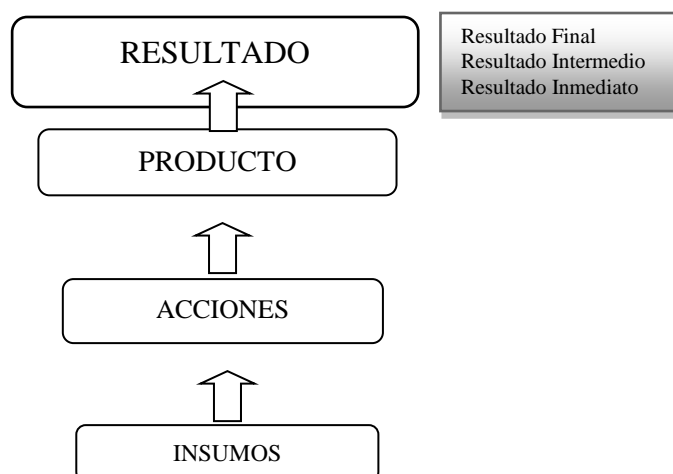 RESULTADO
Resultado Final
Resultado Intermedio
Resultado Inmediato
PRODUCTO
ACCIONES
INSUMOS